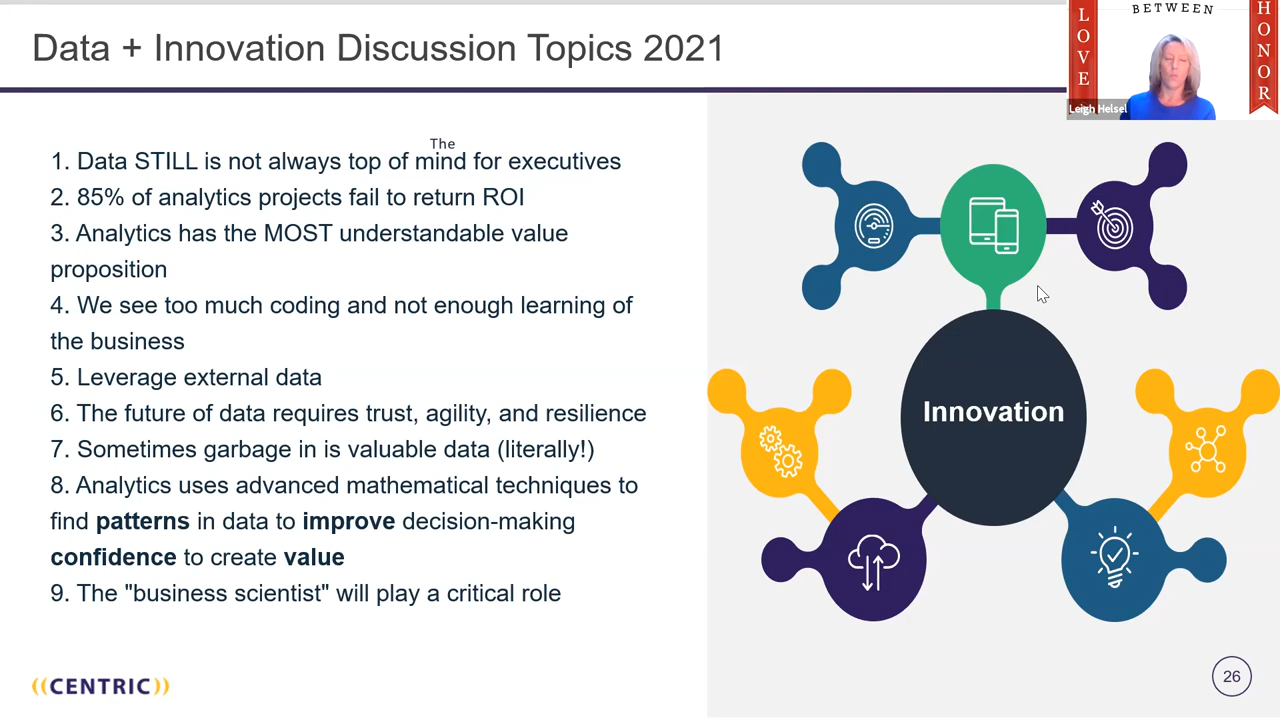 Data + Innovation Discussion Topics 2021
BETWEEN
LOVE
HONOR
Leigh Helsel
The
1. Data STILL is not always top of mind for executives
2. 85% of analytics projects fail to return ROI
3. Analytics has the MOST understandable value
proposition
4. We see too much coding and not enough learning of
the business
5. Leverage external data
6. The future of data requires trust, agility, and resilience
7. Sometimes garbage in is valuable data (literally!)
8. Analytics uses advanced mathematical techniques to
find patterns in data to improve decision-making
confidence to create value
9. The "business scientist" will play a critical role
Innovation
((CENTRIC))
26